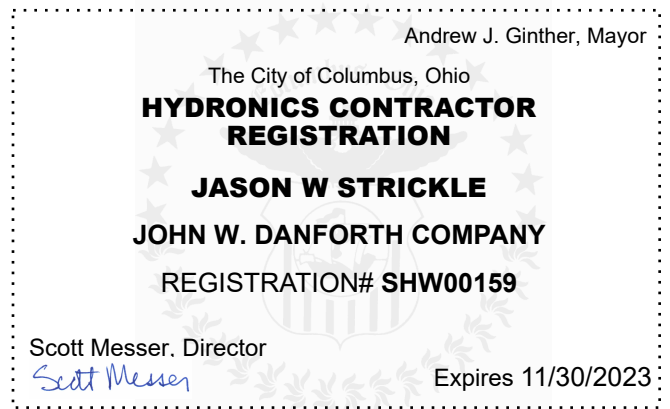 Andrew J. Ginther, Mayor
The City of Columbus, Ohio
HYDRONICS CONTRACTOR
REGISTRATION
JASON W STRICKLE
JOHN W. DANFORTH COMPANY
REGISTRATION# SHW00159
Scott Messer, Director
Scott Messer
Expires 11/30/2023